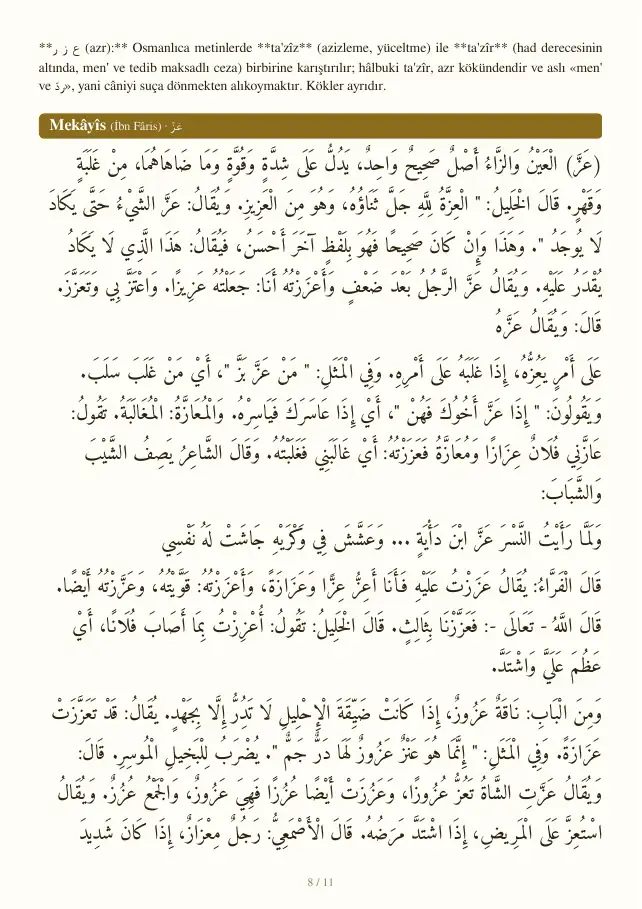 **ع ز ر (azr):** Osmanlıca metinlerde **ta'zîz** (azizleme, yüceltme) ile **ta'zîr** (had derecesinin
altında, men' ve tedib maksadlı ceza) birbirine karıştırılır; hâlbuki ta'zîr, azr kökündendir ve aslı «men'
ve ردّ», yani câniyi suça dönmekten alıkoymaktır. Kökler ayrıdır.
Mekâyîs (İbn Fâris) · عَزَّ
(عَزَّ) الْعَيْنُ وَالزَّاءُ أَصْلٌ صَحِيحٌ وَاحِدٌ، يَدُلُّ عَلَى شِدَّةٍ وَقُوَّةٍ وَمَا ضَاهَاهُمَا، مِنْ غَلَبَةٍ
وَقَهْرٍ. قَالَ الْخَلِيلُ: " الْعِزَّةُ لِلَّهِ جَلَّ ثَنَاؤُهُ، وَهُوَ مِنَ الْعَزِيزِ. وَيُقَالُ: عَزَّ الشَّيْءُ حَتَّى يَكَادَ
لَا يُوجَدُ ". وَهَذَا وَإِنْ كَانَ صَحِيحًا فَهُوَ بِلَفْظٍ آخَرَ أَحْسَنُ، فَيُقَالُ: هَذَا الَّذِي لَا يَكَادُ
يُقْدَرُ عَلَيْهِ. وَيُقَالُ عَزَّ الرَّجُلُ بَعْدَ ضَعْفٍ وَأَعْزَزْتُهُ أَنَا: جَعَلْتُهُ عَزِيزًا. وَاعْتَزَّ بِي وَتَعَزَّزَ.
قَالَ: وَيُقَالُ عَزَّهُ
عَلَى أَمْرٍ يَعُزُّهُ، إِذَا غَلَبَهُ عَلَى أَمْرِهِ. وَفِي الْمَثَلِ: " مَنْ عَزَّ بَزَّ "، أَيْ مَنْ غَلَبَ سَلَبَ.
وَيَقُولُونَ: " إِذَا عَزَّ أَخُوكَ فَهُنْ "، أَيْ إِذَا عَاسَرَكَ فَيَاسِرْهُ. وَالْمُعَازَّةُ: الْمُغَالَبَةُ. تَقُولُ:
عَازَّنِي فُلَانٌ عِزَازًا وَمُعَازَّةً فَعَزَزْتُهُ: أَيْ غَالَبَنِي فَغَلَبْتُهُ. وَقَالَ الشَّاعِرُ يَصِفُ الشَّيْبَ
وَالشَّبَابَ:
وَلَمَّا رَأَيْتُ النَّسْرَ عَزَّ ابْنَ دَأْيَةٍ ... وَعَشَّشَ فِي وَكْرَيْهِ جَاشَتْ لَهُ نَفْسِي
قَالَ الْفَرَّاءُ: يُقَالُ عَزَزْتُ عَلَيْهِ فَأَنَا أَعِزُّ عِزًّا وَعَزَازَةً، وَأَعْزَزْتُهُ: قَوَّيْتُهُ، وَعَزَّزْتُهُ أَيْضًا.
قَالَ اللَّهُ - تَعَالَى -: فَعَزَّزْنَا بِثَالِثٍ. قَالَ الْخَلِيلُ: تَقُولُ: أُعْزِزْتُ بِمَا أَصَابَ فُلَانًا، أَيْ
عَظُمَ عَلَيَّ وَاشْتَدَّ.
وَمِنَ الْبَابِ: نَاقَةٌ عَزُوزٌ، إِذَا كَانَتْ ضَيِّقَةَ الْإِحْلِيلِ لَا تَدُرُّ إِلَّا بِجَهْدٍ. يُقَالُ: قَدْ تَعَزَّزَتْ
عَزَازَةً. وَفِي الْمَثَلِ: " إِنَّمَا هُوَ عَنْزٌ عَزُوزٌ لَهَا دَرٌّ جَمٌّ ". يُضْرَبُ لِلْبَخِيلِ الْمُوسِرِ. قَالَ:
وَيُقَالُ عَزَّتِ الشَّاةُ تَعُزُّ عُزُوزًا، وَعَزُزَتْ أَيْضًا عُزُزًا فَهِيَ عَزُوزٌ، وَالْجَمْعُ عُزُزٌ. وَيُقَالُ
اسْتُعِزَّ عَلَى الْمَرِيضِ، إِذَا اشْتَدَّ مَرَضُهُ. قَالَ الْأَصْمَعِيُّ: رَجُلٌ مِعْزَازٌ، إِذَا كَانَ شَدِيدَ
8 / 11